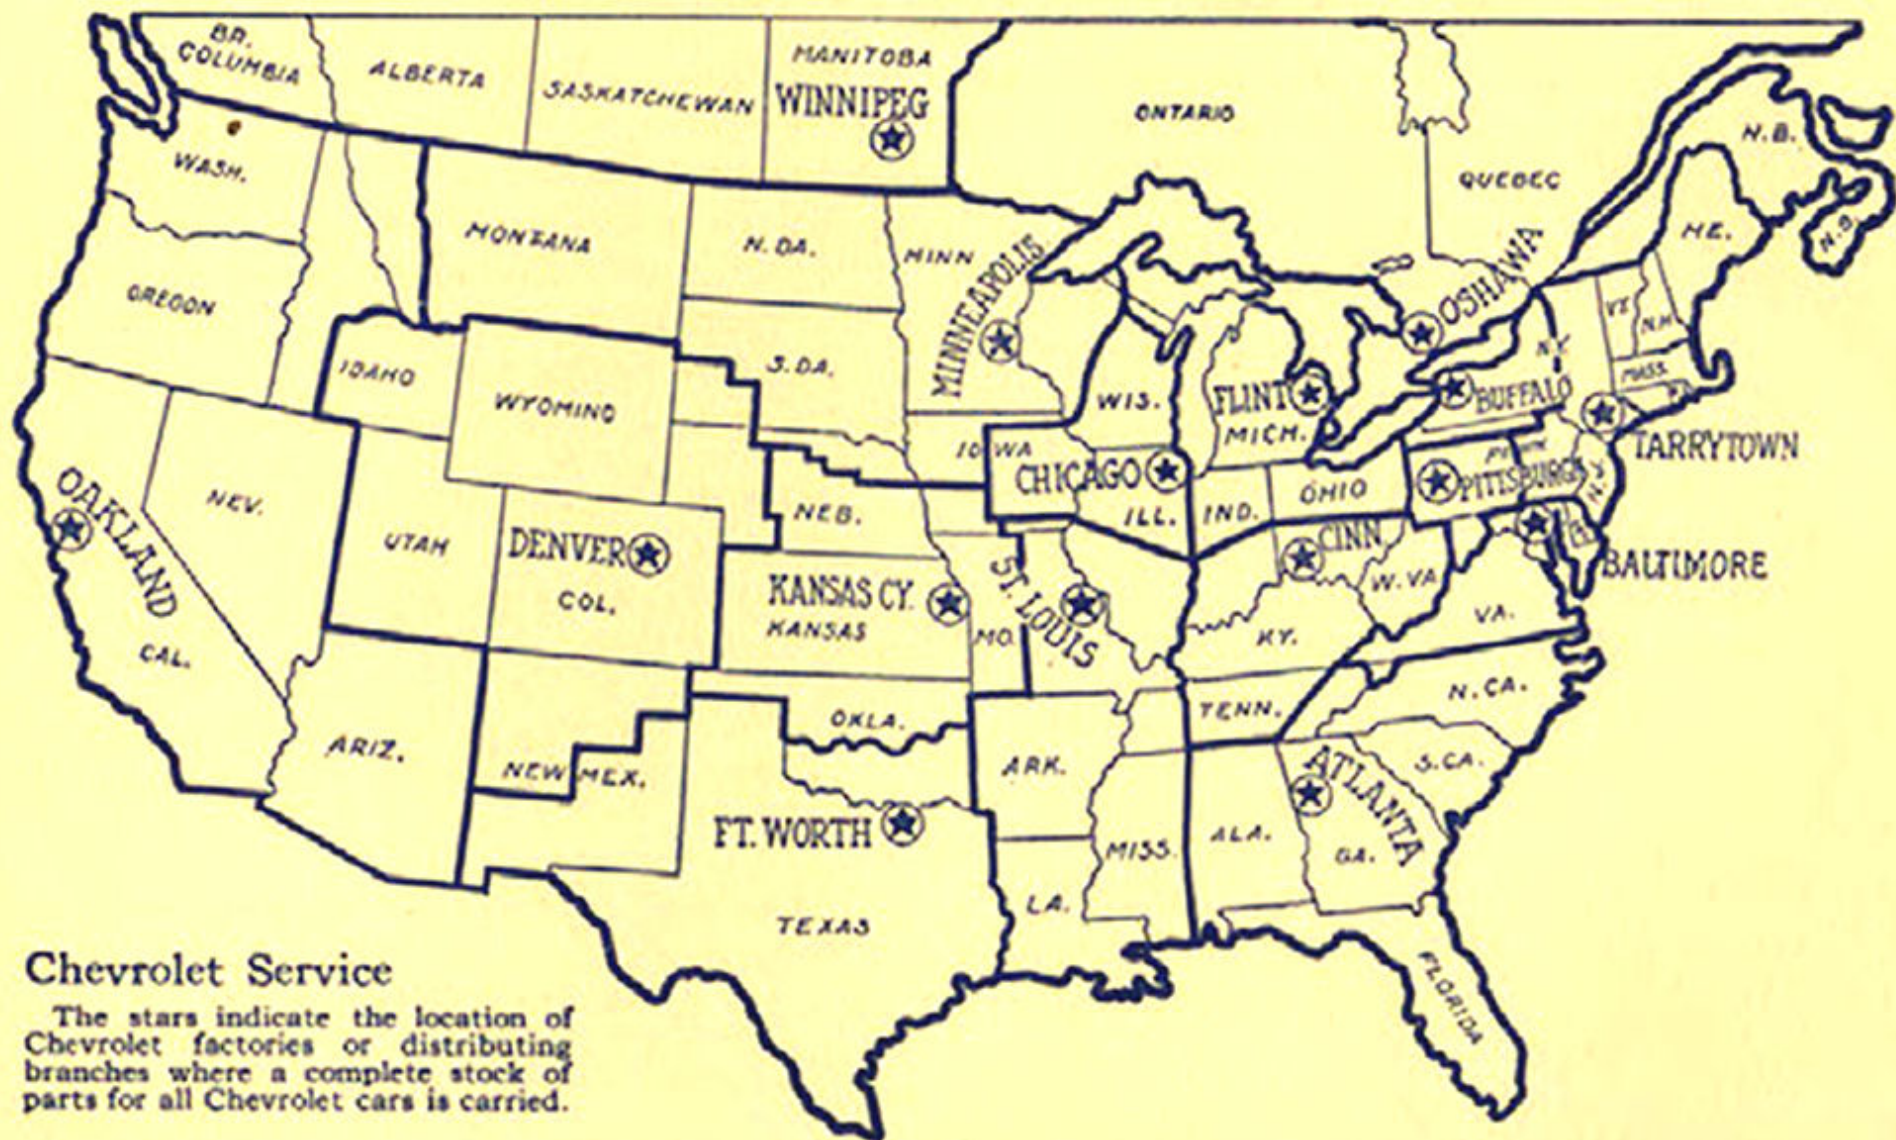 BR.
COLUMBIA
ALBERTA
SASKATCHEWAN
MANITOBA
WINNIPEG
ONTARIO
QUEBEC
N.B.
N.S.
WASH.
MONTANA
N. DA.
MINN
MINNEAPOLIS
OSHAWA
ME.
VT.
N.H.
OREGON
IDAHO
WYOMING
S. DA.
WIS.
FLINT
MICH.
N.Y.
BUFFALO
MASS.
TARRYTOWN
IOWA
CHICAGO
ILL.
IND.
OHIO
PITTSBURGH
N.J.
OAKLAND
NEV.
CAL.
UTAH
DENVER
COL.
NEB.
KANSAS CY.
KANSAS
MO.
ST. LOUIS
CINN
W. VA
BALTIMORE
VA.
KY.
ARIZ.
NEW MEX.
OKLA.
ARK.
TENN.
N. CA.
S. CA.
FT. WORTH
TEXAS
LA.
MISS.
ALA.
ATLANTA
GA.
FLORIDA
Chevrolet Service
The stars indicate the location of
Chevrolet factories or distributing
branches where a complete stock of
parts for all Chevrolet cars is carried.